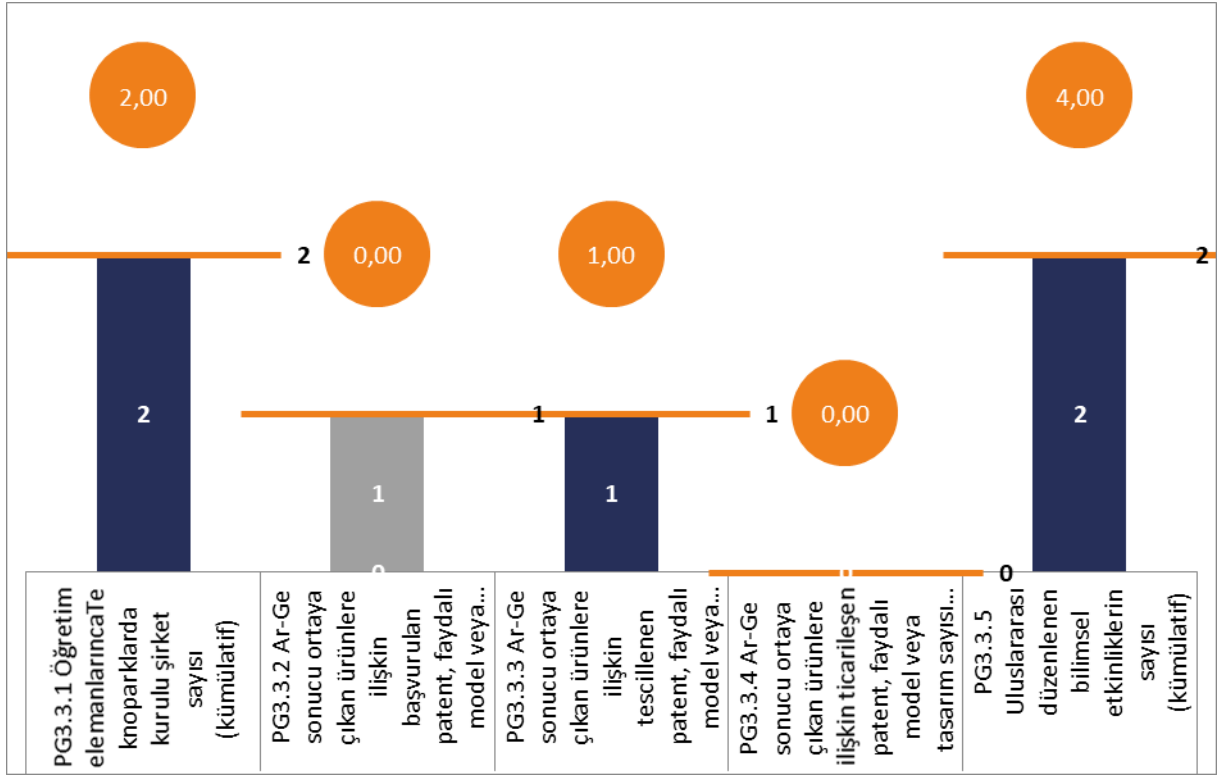 2,00
4,00
0,00
1,00
2
2
0,00
1
1
2
2
1
1
0
0
0
PG3.3.1 Öğretim
elemanlarıncaTe
knoparklarda
kurulu şirket
sayısı
(kümülatif)
PG3.3.2 Ar-Ge
sonucu ortaya
çıkan ürünlere
ilişkin
başvurulan
patent, faydalı
model veya...
PG3.3.3 Ar-Ge
sonucu ortaya
çıkan ürünlere
ilişkin
tescillenen
patent, faydalı
model veya...
PG3.3.4 Ar-Ge
sonucu ortaya
çıkan ürünlere
ilişkin ticarileşen
patent, faydalı
model veya
tasarım sayısı...
PG3.3.5
Uluslararası
düzenlenen
bilimsel
etkinliklerin
sayısı
(kümülatif)